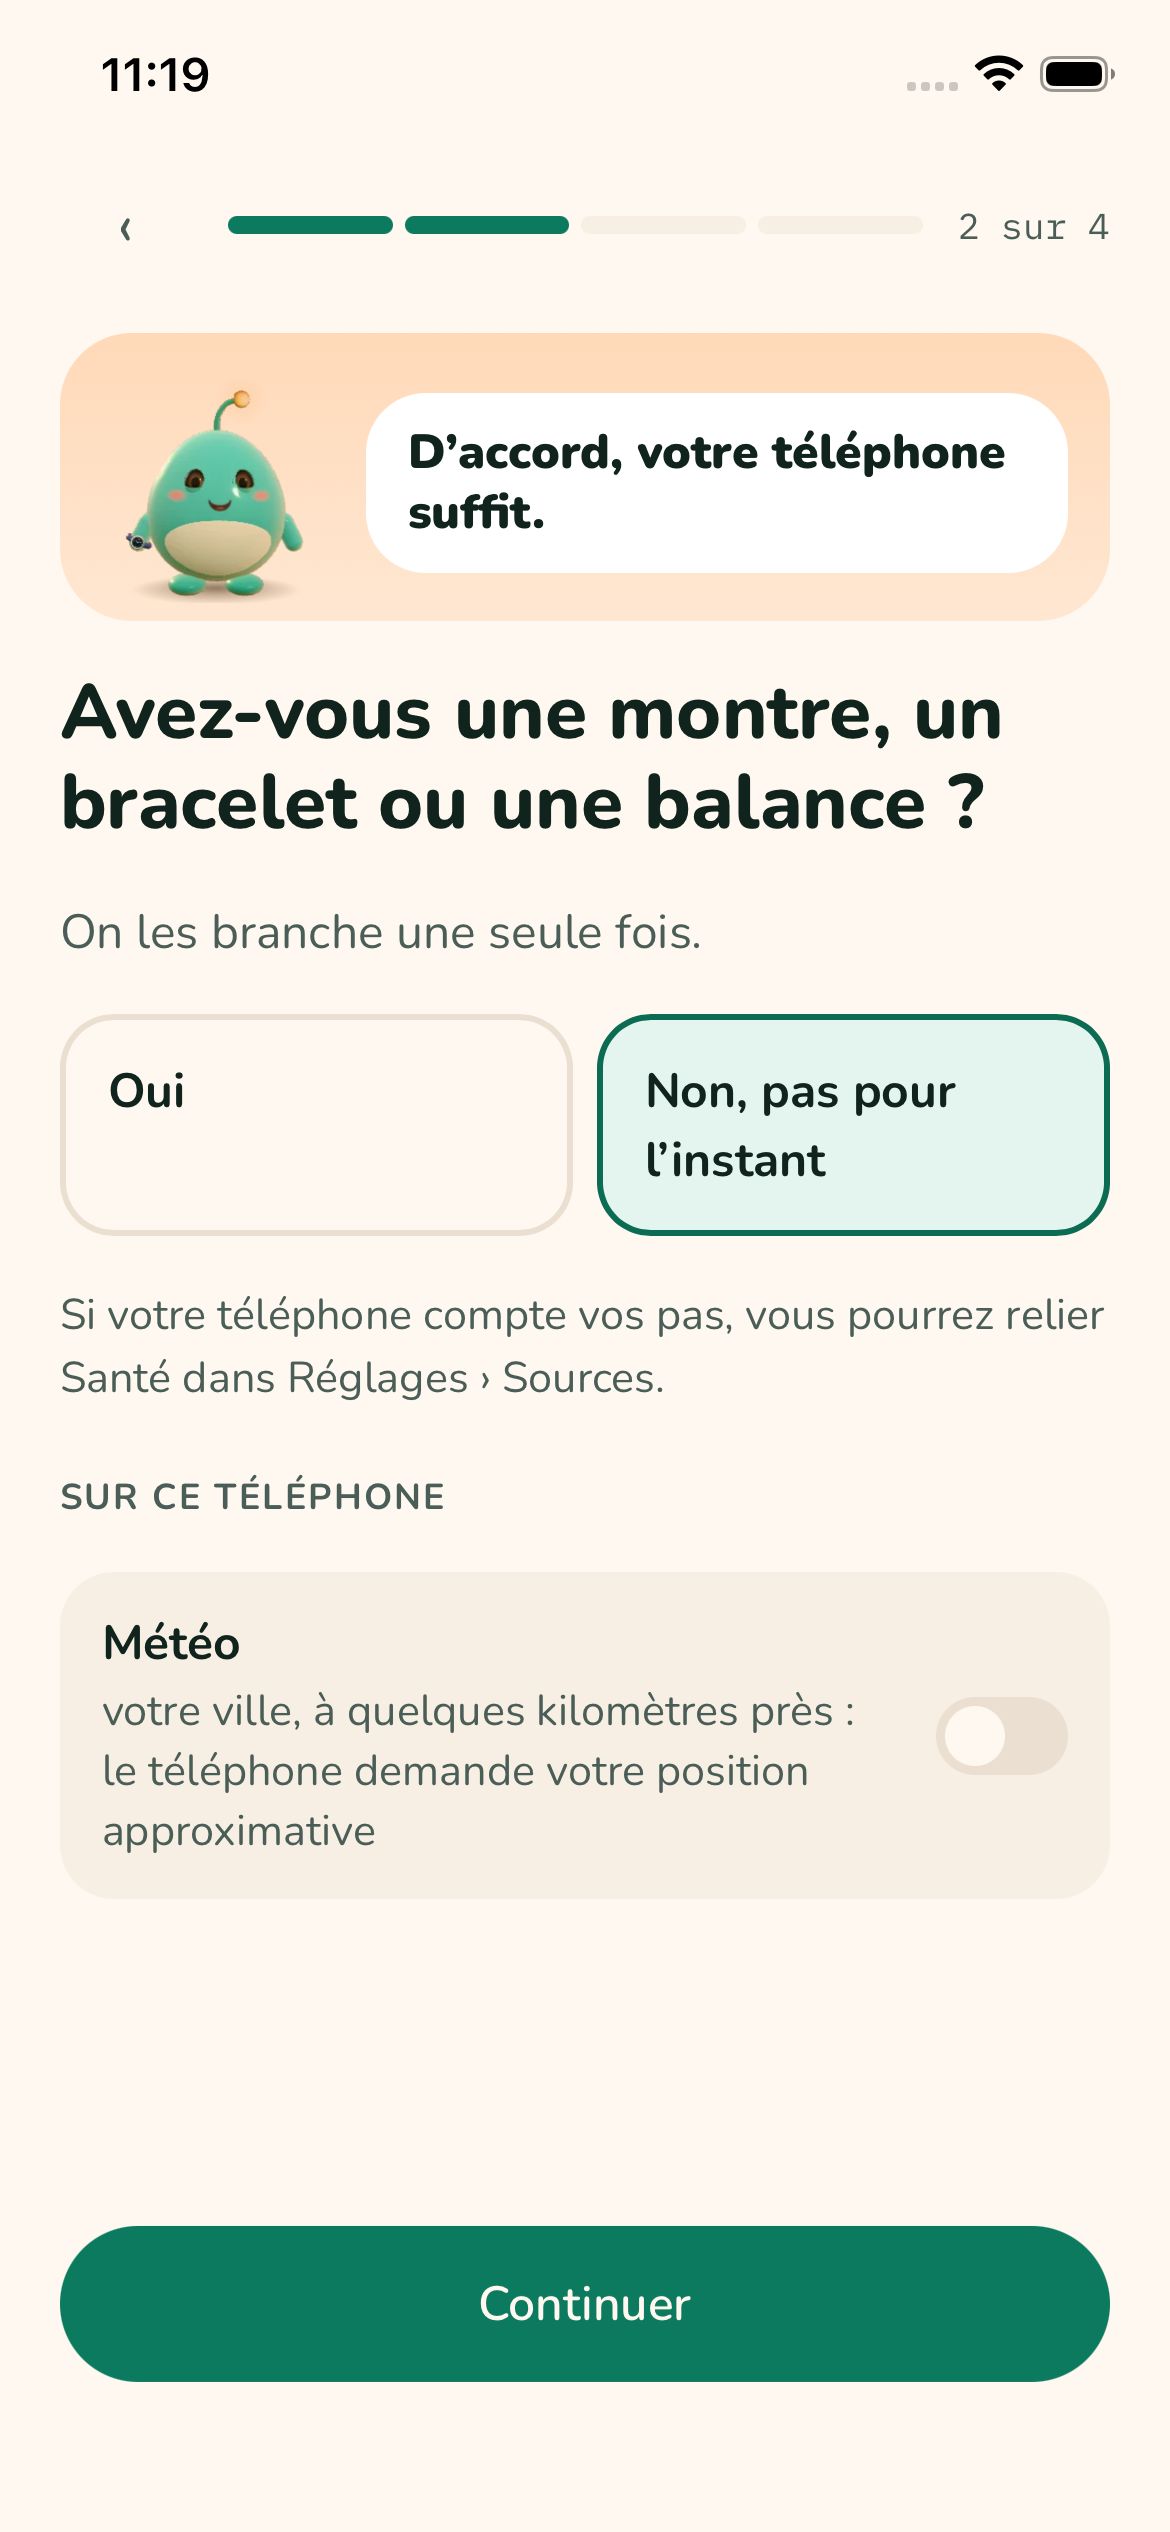 11:19
2 sur 4
D’accord, votre téléphone
suffit.
Avez-vous une montre, un
bracelet ou une balance ?
On les branche une seule fois.
Oui
Non, pas pour
l’instant
Si votre téléphone compte vos pas, vous pourrez relier
Santé dans Réglages › Sources.
SUR CE TÉLÉPHONE
Météo
votre ville, à quelques kilomètres près :
le téléphone demande votre position
approximative
Continuer